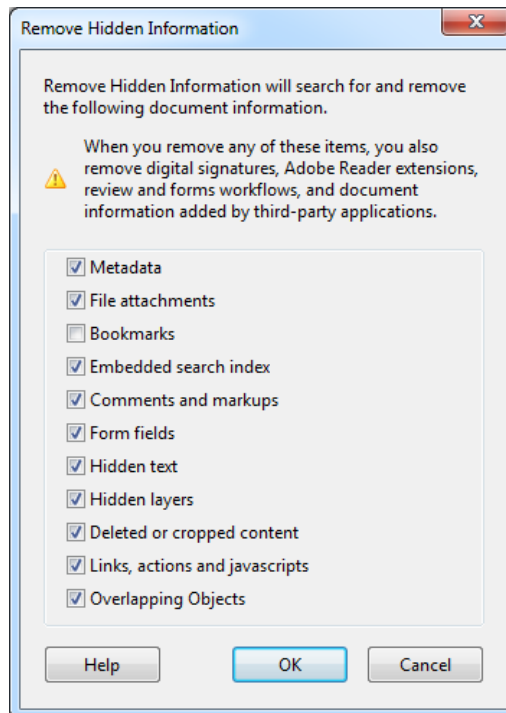 Remove Hidden Information
Remove Hidden Information will search for and remove
the following document information.
When you remove any of these items, you also
remove digital signatures, Adobe Reader extensions,
review and forms workflows, and document
information added by third-party applications.
Metadata
File attachments
Bookmarks
Embedded search index
Comments and markups
Form fields
Hidden text
Hidden layers
Deleted or cropped content
Links, actions and javascripts
Overlapping Objects
Help OK Cancel